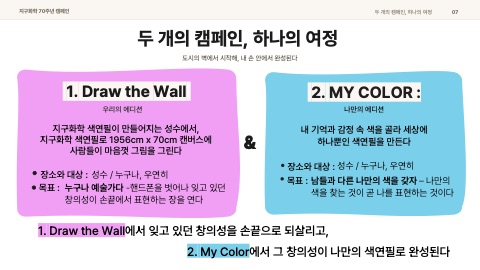 지구화학 70주년 캠페인
두 개의 캠페인, 하나의 여정
07
두 개의 캠페인, 하나의 여정
도시의 벽에서 시작해, 내 손 안에서 완성된다
1. Draw the Wall
우리의 에디션
지구화학 색연필이 만들어지는 성수에서,
지구화학 색연필로 1956cm x 70cm 캔버스에
사람들이 마음껏 그림을 그린다
• 장소와 대상 : 성수 / 누구나, 우연히
• 목표 : 누구나 예술가다 -핸드폰을 벗어나 잊고 있던
창의성이 손끝에서 표현하는 장을 연다
&
2. MY COLOR :
나만의 에디션
내 기억과 감정 속 색을 골라 세상에
하나뿐인 색연필을 만든다
• 장소와 대상 : 성수 / 누구나, 우연히
• 목표 : 남들과 다른 나만의 색을 갖자 – 나만의
색을 찾는 것이 곧 나를 표현하는 것이다
1. Draw the Wall에서 잊고 있던 창의성을 손끝으로 되살리고,
2. My Color에서 그 창의성이 나만의 색연필로 완성된다